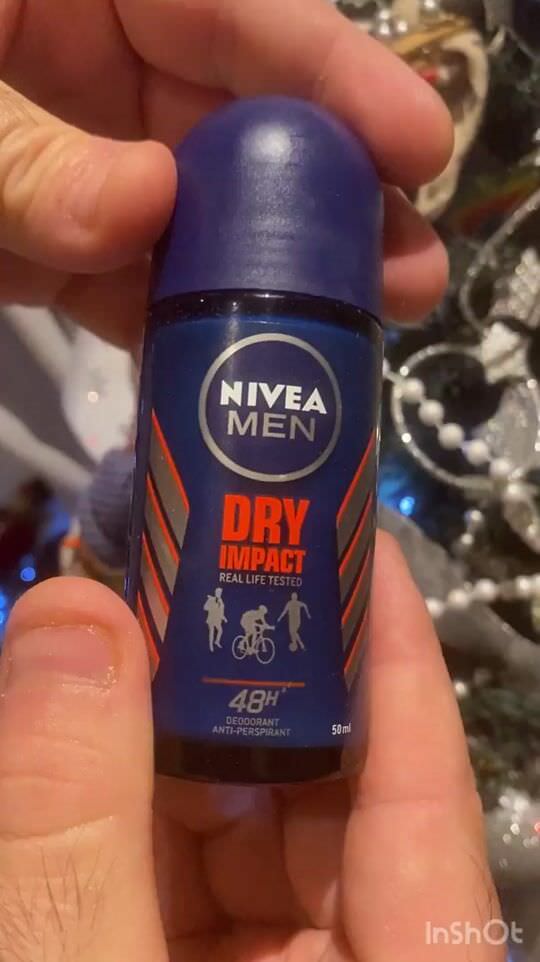 NIVEA
MEN
DRY
IMPACT
REAL LIFE TESTED
48H
DEODORANT
ANTI-PERSPIRANT
50ml
InShOt